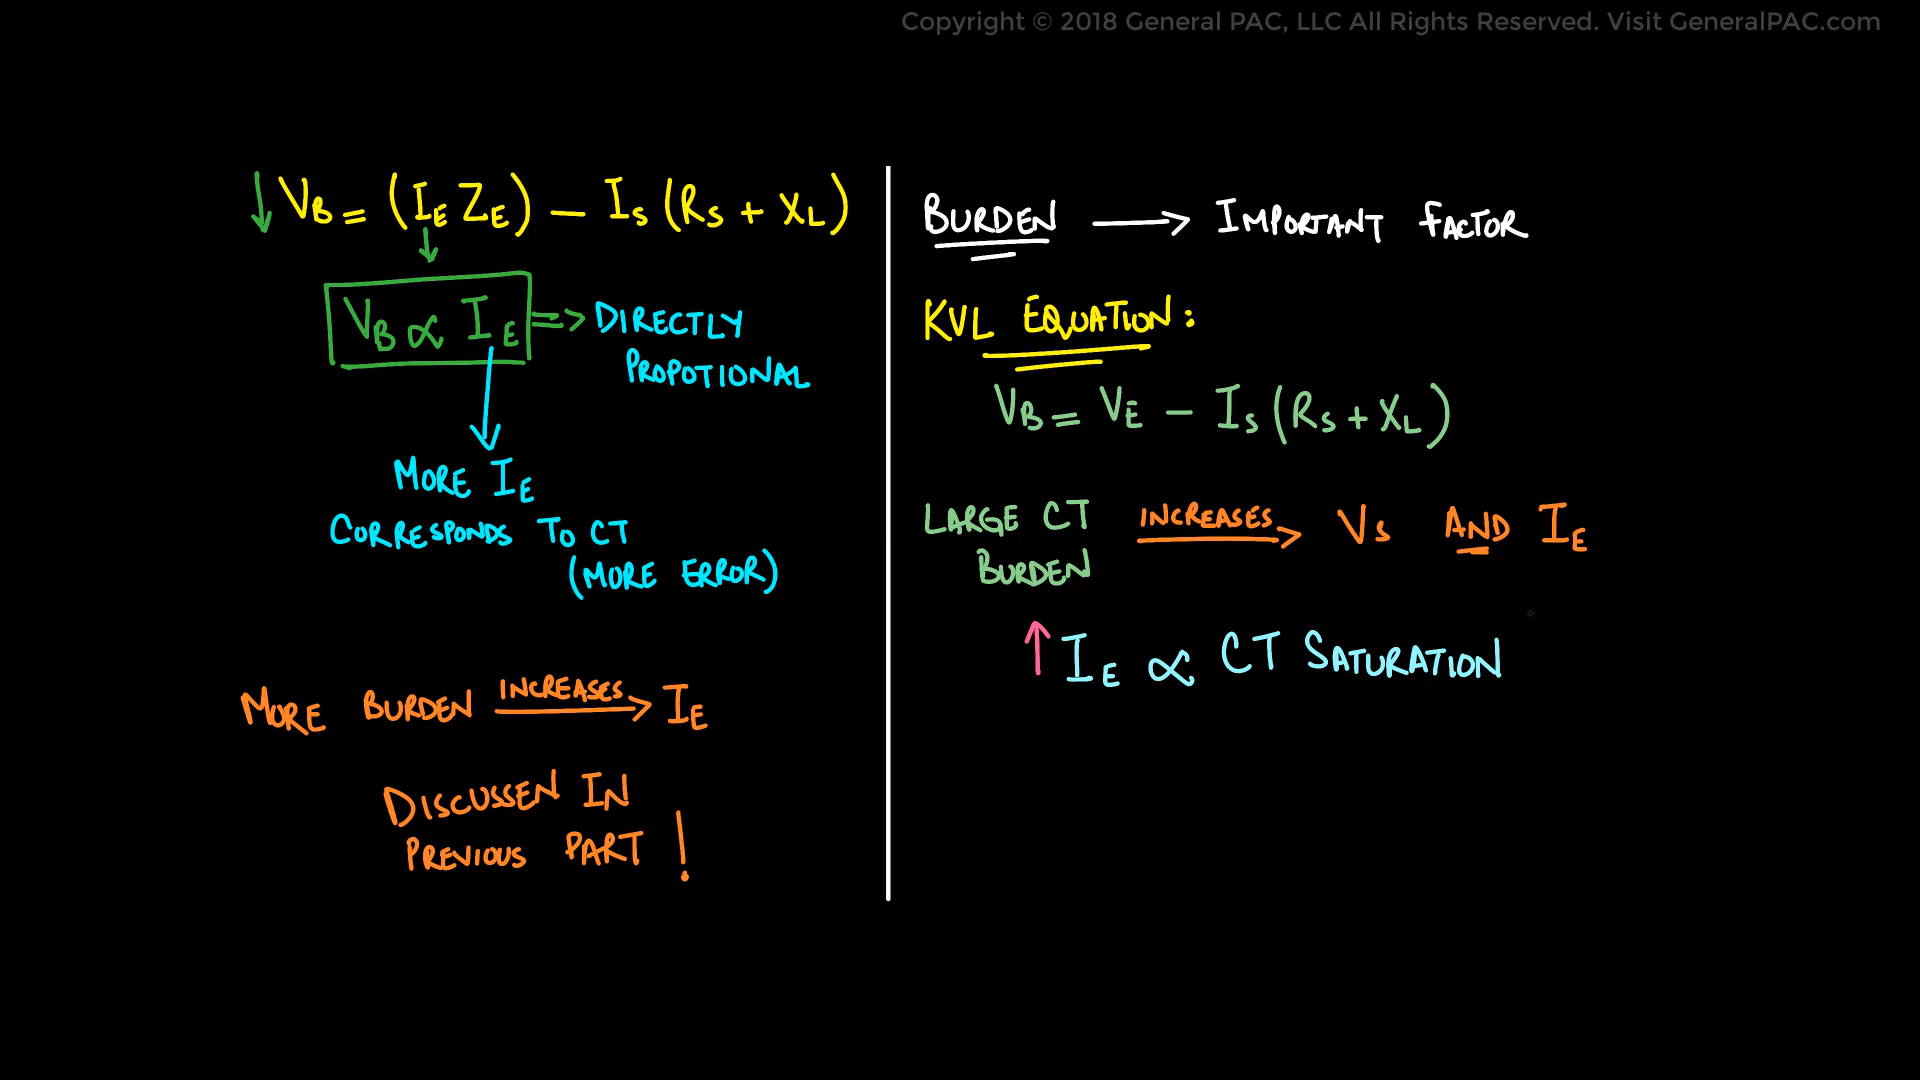 Copyright © 2018 General PAC, LLC All Rights Reserved. Visit GeneralPAC.com
↓ VB = (IE ZE) – IS (RS + XL)
↓
VB ∝ IE => DIRECTLY
PROPOTIONAL
MORE IE
CORRESPONDS TO CT
(MORE ERROR)
MORE BURDEN INCREASES→ IE
DISCUSSEN IN
PREVIOUS PART !
BURDEN → IMPORTANT FACTOR
KVL EQUATION:
VB = VE – IS (RS + XL)
LARGE CT INCREASES→ VS AND IE
BURDEN
↑ IE ∝ CT SATURATION